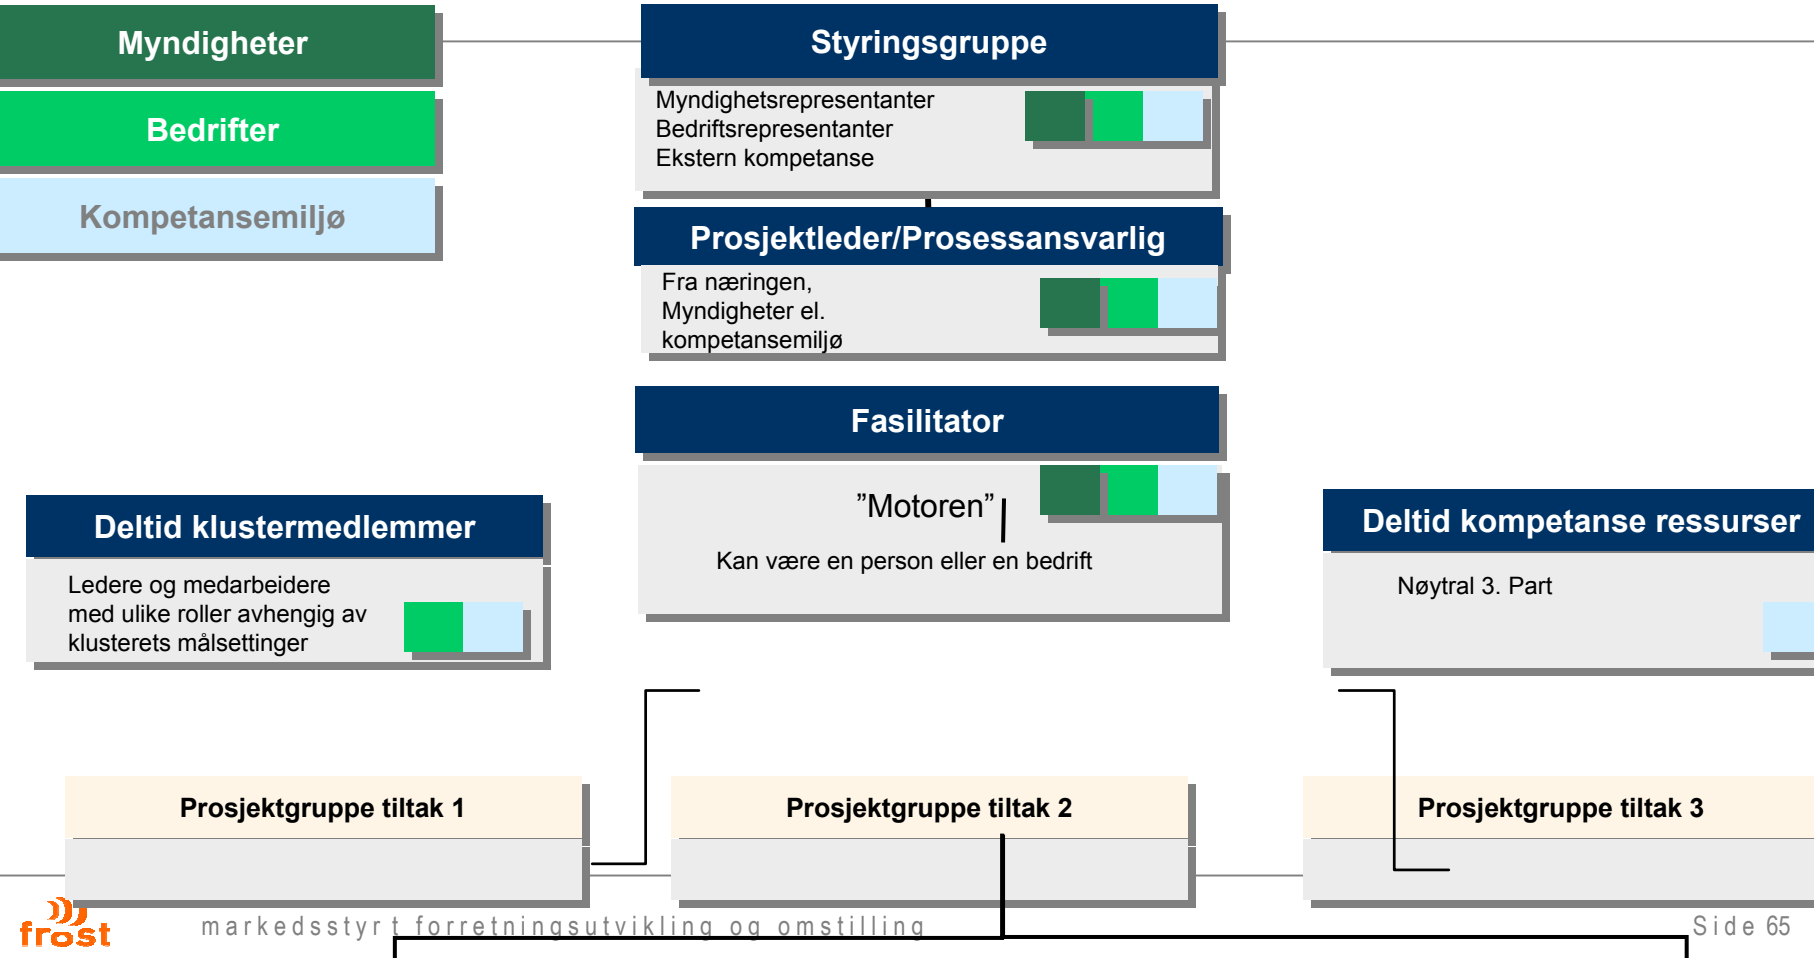 Myndigheter
Bedrifter
Kompetansemiljø
Styringsgruppe
Myndighetsrepresentanter
Bedriftsrepresentanter
Ekstern kompetanse
Prosjektleder/Prosessansvarlig
Fra næringen,
Myndigheter el.
kompetansemiljø
Fasilitator
”Motoren”
Kan være en person eller en bedrift
Deltid klustermedlemmer
Ledere og medarbeidere
med ulike roller avhengig av
klusterets målsettinger
Deltid kompetanse ressurser
Nøytral 3. Part
Prosjektgruppe tiltak 1
Prosjektgruppe tiltak 2
Prosjektgruppe tiltak 3
frost
markedsstyrt forretningsutvikling og omstilling
Side 65